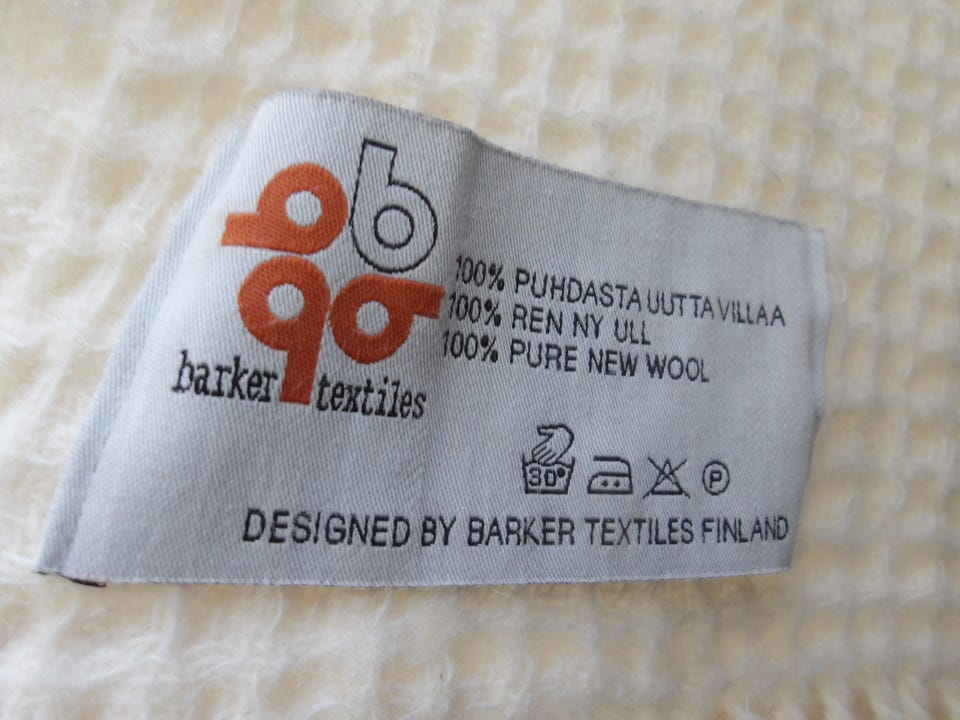 b
barker textiles
100% PUHDASTA UUTTA VILLAA
100% REN NY ULL
100% PURE NEW WOOL
30°
P
DESIGNED BY BARKER TEXTILES FINLAND